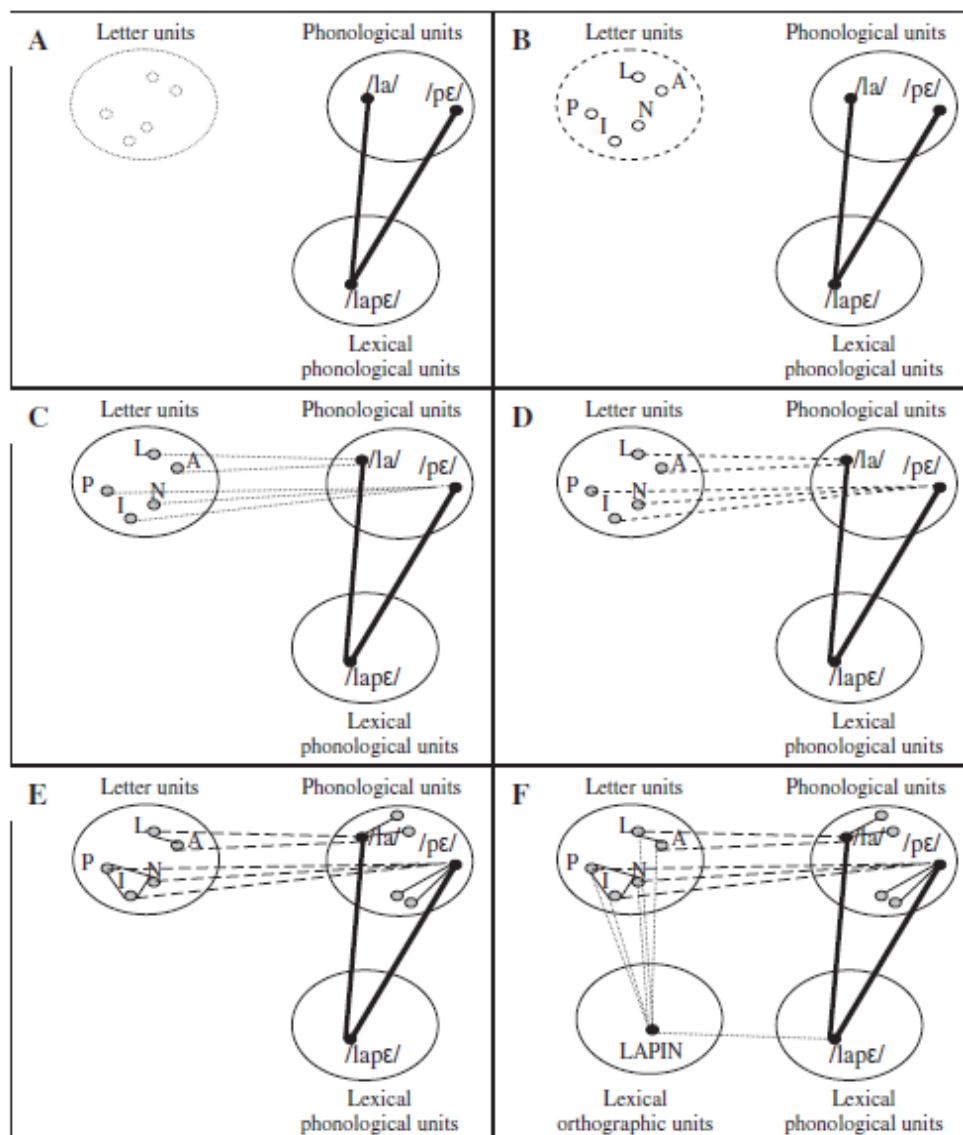 A
Letter units
Phonological units
/la/
/pɛ/
/lapɛ/
Lexical
phonological units
B
Letter units
Phonological units
L
A
P
I
N
/la/
/pɛ/
/lapɛ/
Lexical
phonological units
C
Letter units
Phonological units
L
A
P
I
N
/la/
/pɛ/
/lapɛ/
Lexical
phonological units
D
Letter units
Phonological units
L
A
P
I
N
/la/
/pɛ/
/lapɛ/
Lexical
phonological units
E
Letter units
Phonological units
L
A
P
I
N
/la/
/pɛ/
/lapɛ/
Lexical
phonological units
F
Letter units
Phonological units
L
A
P
I
N
/la/
/pɛ/
LAPIN
/lapɛ/
Lexical
orthographic units
Lexical
phonological units